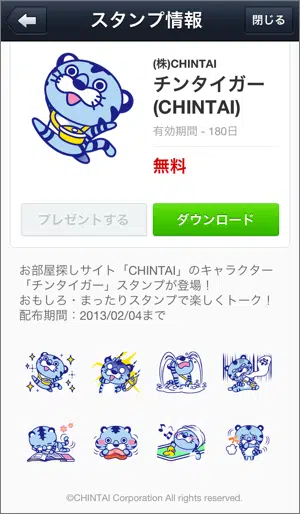 スタンプ情報
閉じる
(株)CHINTAI
チンタイガー
(CHINTAI)
有効期間 - 180日
無料
プレゼントする
ダウンロード
お部屋探しサイト「CHINTAI」のキャラクター
「チンタイガー」スタンプが登場！
おもしろ・まったりスタンプで楽しくトーク！
配布期間：2013/02/04まで
©CHINTAI Corporation All rights reserved.